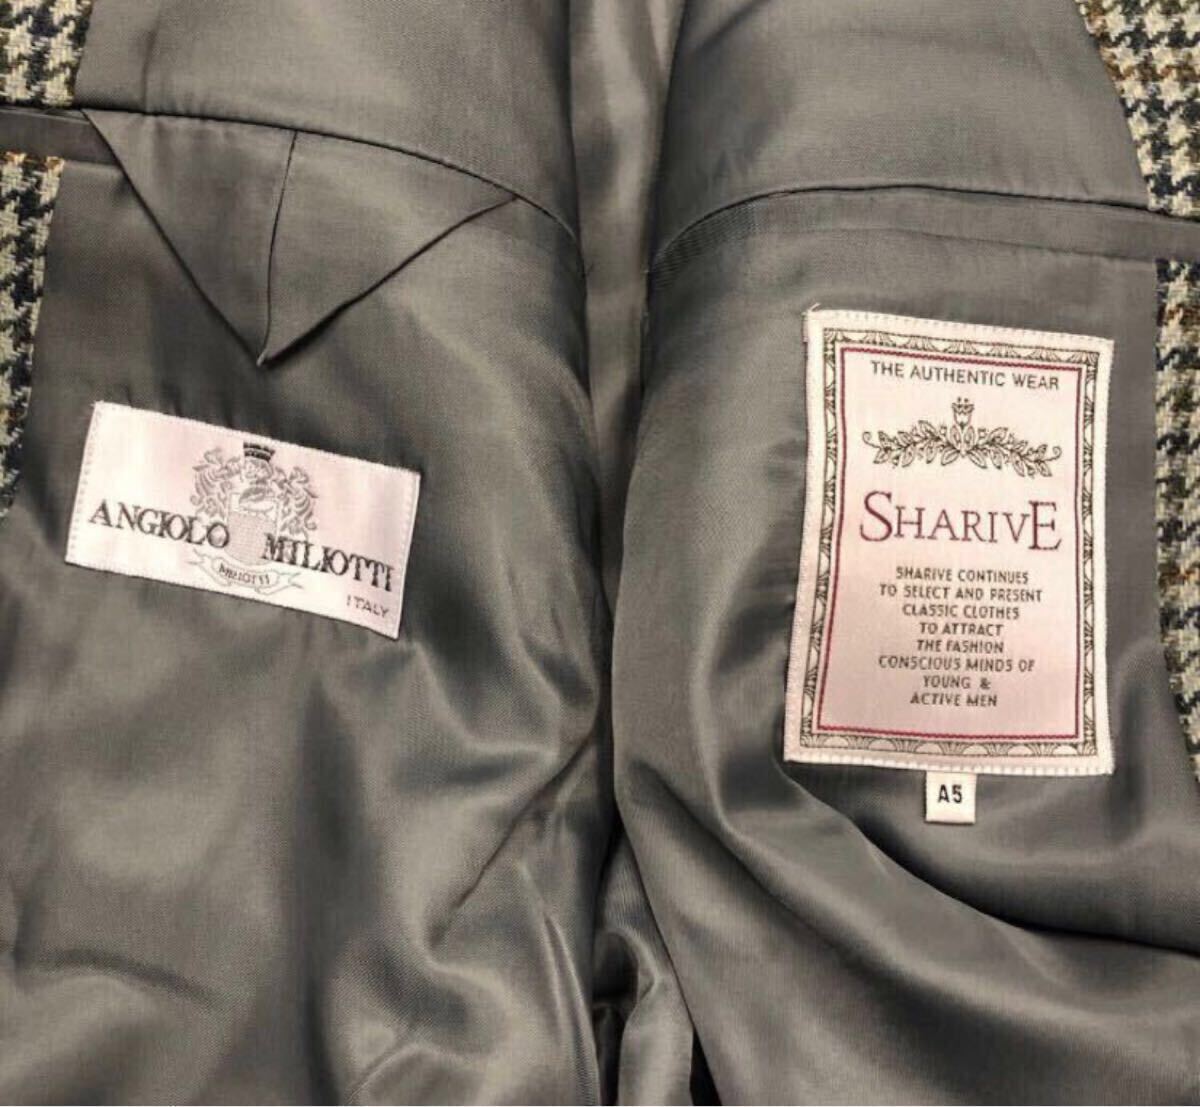 ANGIOLO MILIOTTI
MILIOTTI
ITALY
THE AUTHENTIC WEAR
SHARIVE
SHARIVE CONTINUES
TO SELECT AND PRESENT
CLASSIC CLOTHES
TO ATTRACT
THE FASHION
CONSCIOUS MINDS OF
YOUNG &
ACTIVE MEN
A5